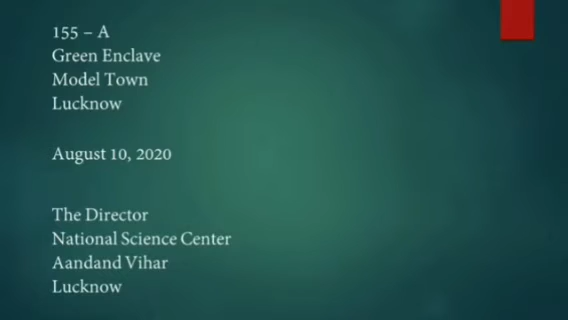 155 – A
Green Enclave
Model Town
Lucknow
August 10, 2020
The Director
National Science Center
Aandand Vihar
Lucknow